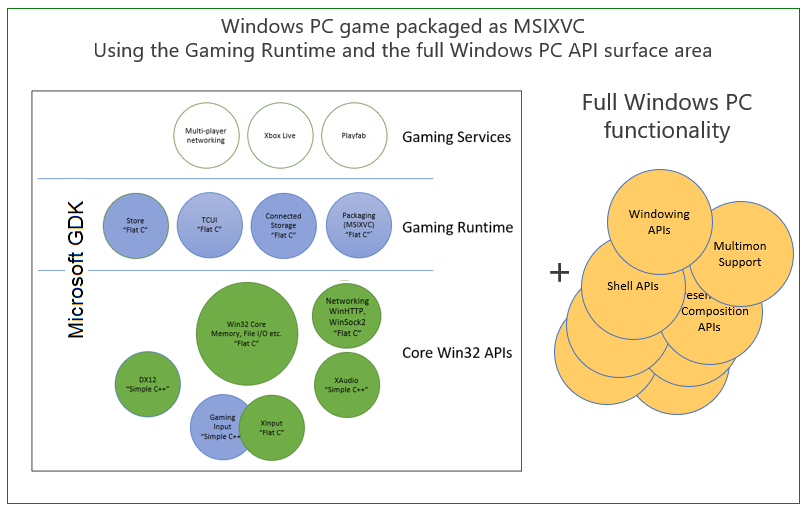 Windows PC game packaged as MSIXVC
Using the Gaming Runtime and the full Windows PC API surface area
Microsoft GDK
Multi-player
networking
Xbox Live
Playfab
Gaming Services
Store
“Flat C”
TCUI
“Flat C”
Connected
Storage
“Flat C”
Packaging
(MSIXVC)
“Flat C”
Gaming Runtime
Win32 Core
Memory, File I/O etc.
“Flat C”
Networking
WinHTTP,
WinSock2
“Flat C”
Core Win32 APIs
DX12
“Simple C++”
XAudio
“Simple C++”
Gaming
Input
“Simple C++
XInput
“Flat C”
+
Full Windows PC
functionality
Windowing
APIs
Multimon
Support
Shell APIs
Composition
APIs